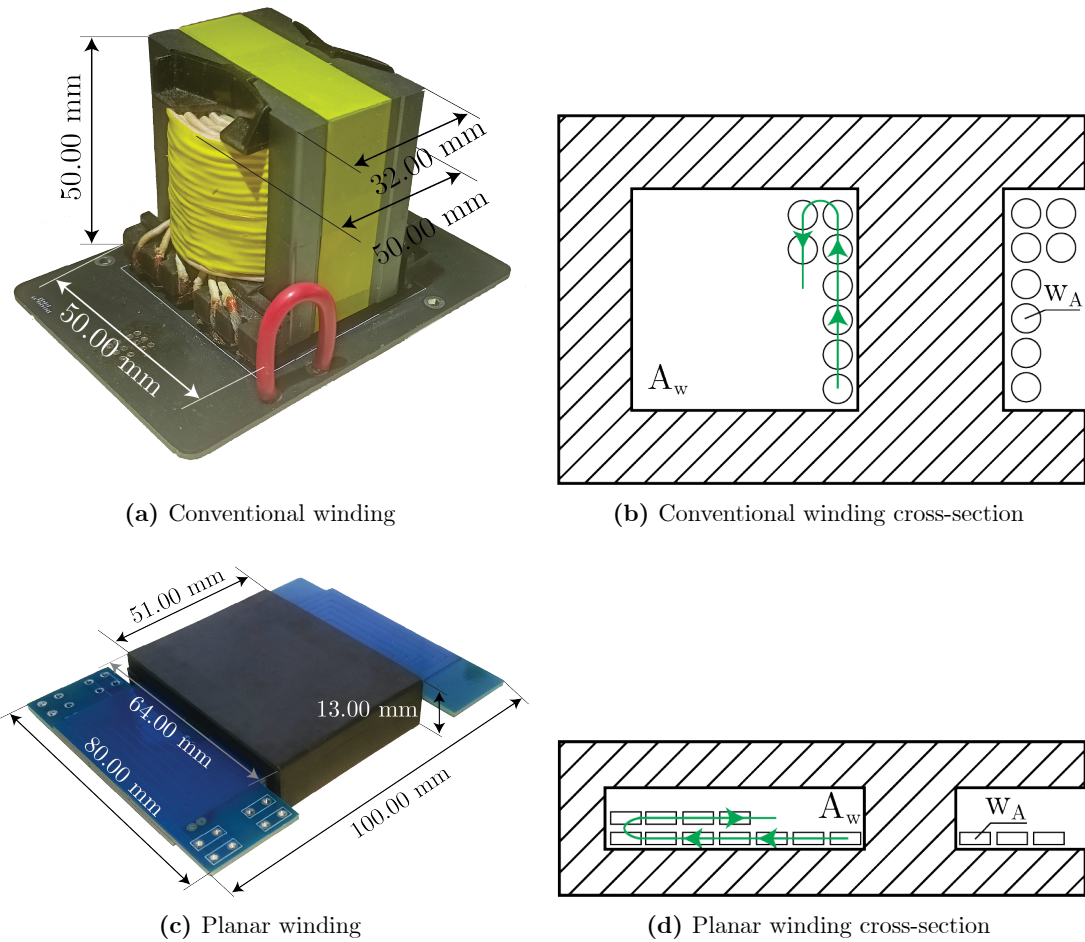 50.00 mm
32.00 mm
50.00 mm
50.00 mm
A_w
w_A
(a) Conventional winding
(b) Conventional winding cross-section
51.00 mm
64.00 mm
13.00 mm
80.00 mm
100.00 mm
A_w
w_A
(c) Planar winding
(d) Planar winding cross-section